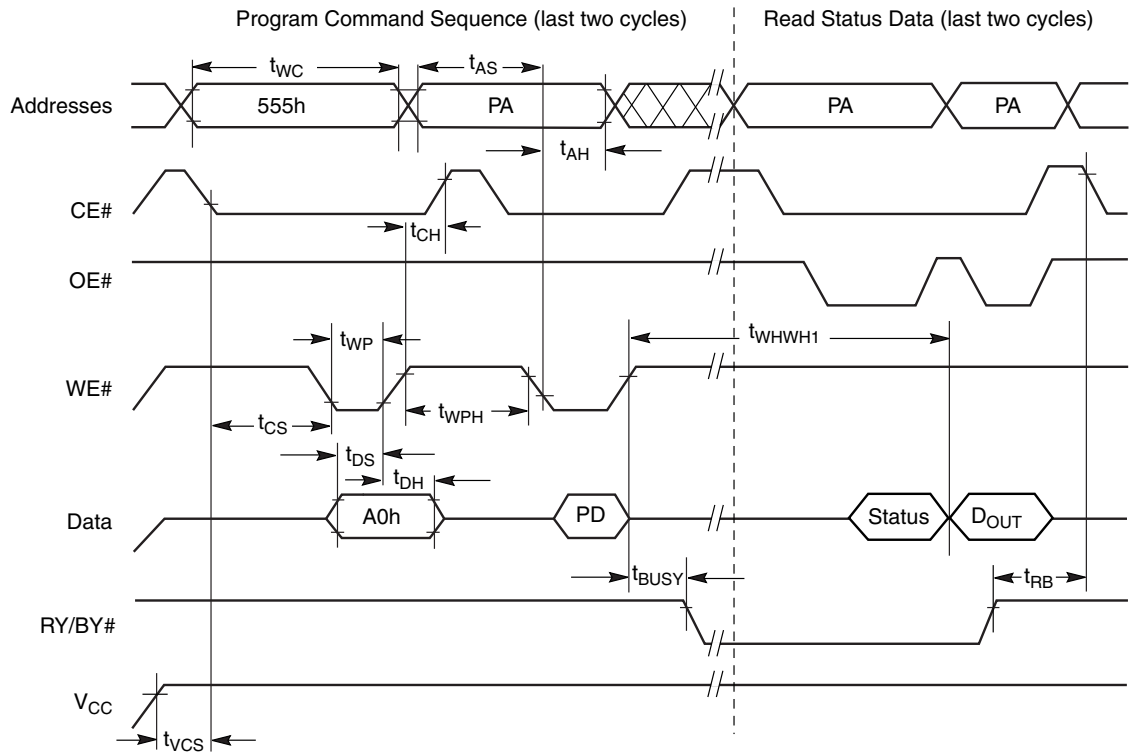 Program Command Sequence (last two cycles)
Read Status Data (last two cycles)
tWC
tAS
Addresses
555h
PA
PA
PA
tAH
CE#
tCH
OE#
tWP
tWHWH1
WE#
tCS
tWPH
tDS
tDH
Data
A0h
PD
Status
DOUT
tBUSY
tRB
RY/BY#
VCC
tVCS